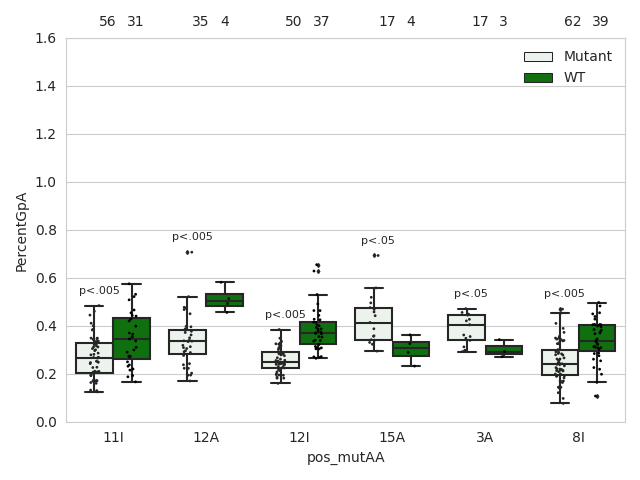 56 31 35 4 50 37 17 4 17 3 62 39
1.6
Mutant
WT
1.4
1.2
1.0
0.8
0.6
0.4
0.2
0.0
PercentGpA
p<.005
p<.005
p<.005
p<.05
p<.05
p<.005
11I 12A 12I 15A 3A 8I
pos_mutAA